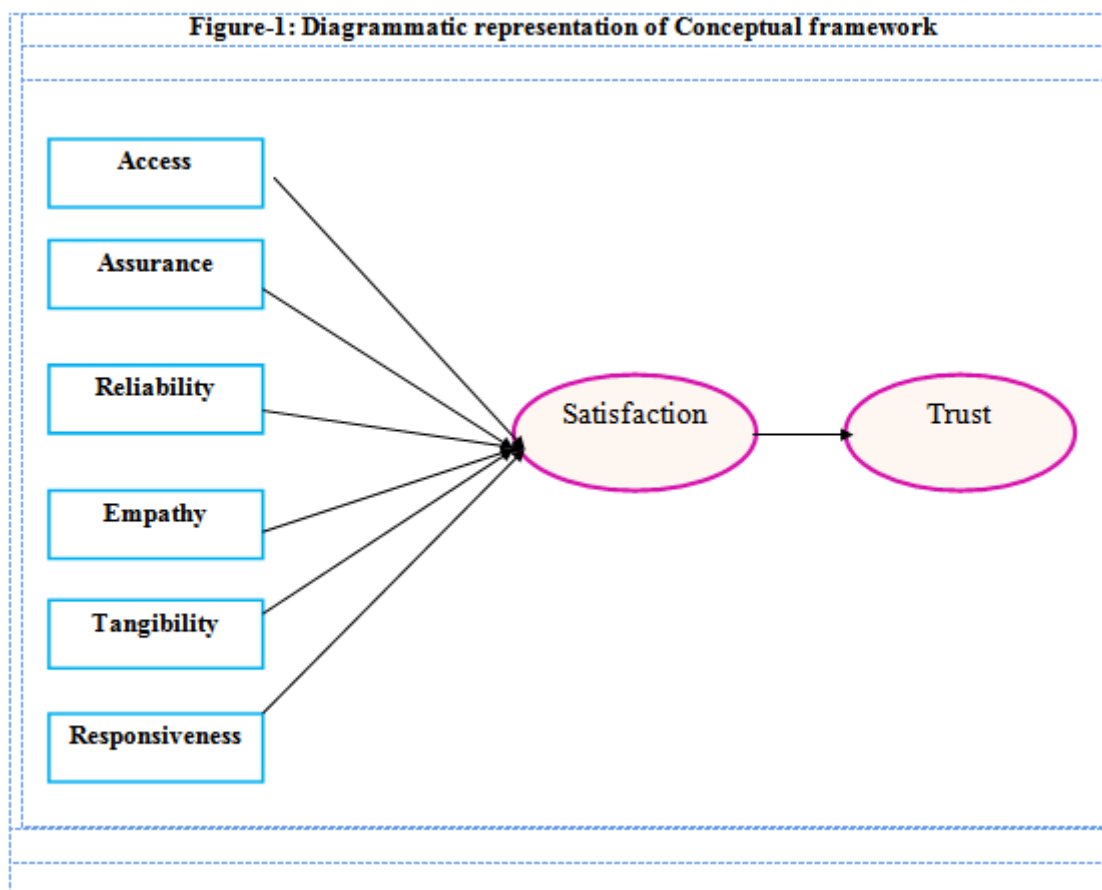 Figure-1: Diagrammatic representation of Conceptual framework
Access
Assurance
Reliability
Satisfaction
Trust
Empathy
Tangibility
Responsiveness